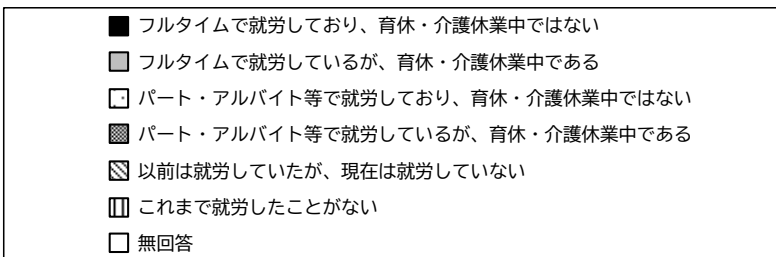 フルタイムで就労しており、育休・介護休業中ではない
フルタイムで就労しているが、育休・介護休業中である
パート・アルバイト等で就労しており、育休・介護休業中ではない
パート・アルバイト等で就労しているが、育休・介護休業中である
以前は就労していたが、現在は就労していない
これまで就労したことがない
無回答